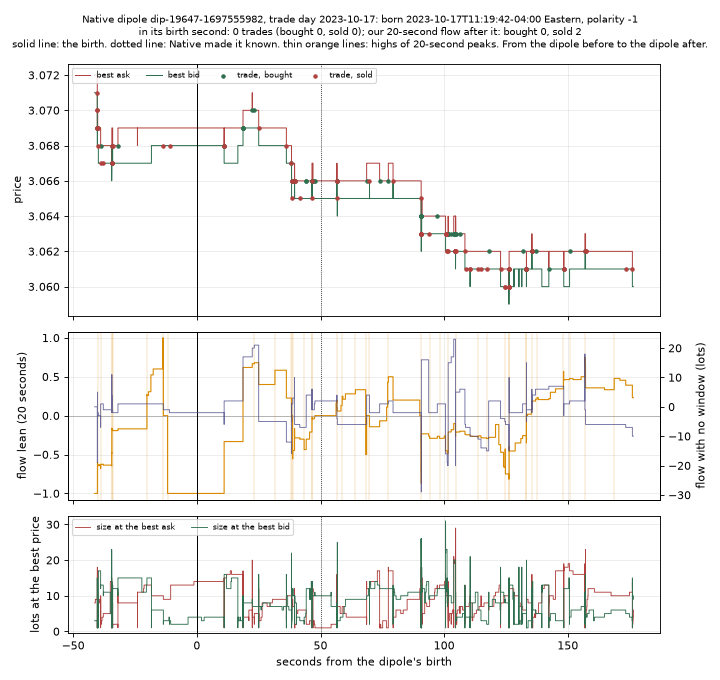 Native dipole dip-19647-1697555982, trade day 2023-10-17: born 2023-10-17T11:19:42-04:00 Eastern, polarity -1
in its birth second: 0 trades (bought 0, sold 0); our 20-second flow after it: bought 0, sold 2
solid line: the birth. dotted line: Native made it known. thin orange lines: highs of 20-second peaks. From the dipole before to the dipole after.
best ask
best bid
trade, bought
trade, sold
3.072
3.070
3.068
3.066
3.064
3.062
3.060
price
1.0
0.5
0.0
−0.5
−1.0
flow lean (20 seconds)
20
10
0
−10
−20
−30
flow with no window (lots)
size at the best ask
size at the best bid
30
20
10
0
lots at the best price
−50
0
50
100
150
seconds from the dipole's birth